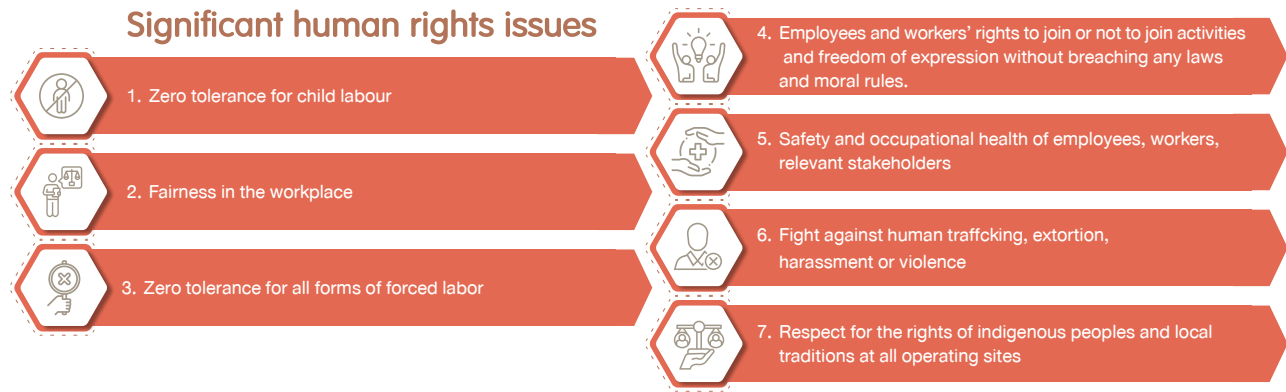 Significant human rights issues
1. Zero tolerance for child labour
2. Fairness in the workplace
3. Zero tolerance for all forms of forced labor
4. Employees and workers’ rights to join or not to join activities
and freedom of expression without breaching any laws
and moral rules.
5. Safety and occupational health of employees, workers,
relevant stakeholders
6. Fight against human traffcking, extortion,
harassment or violence
7. Respect for the rights of indigenous peoples and local
traditions at all operating sites